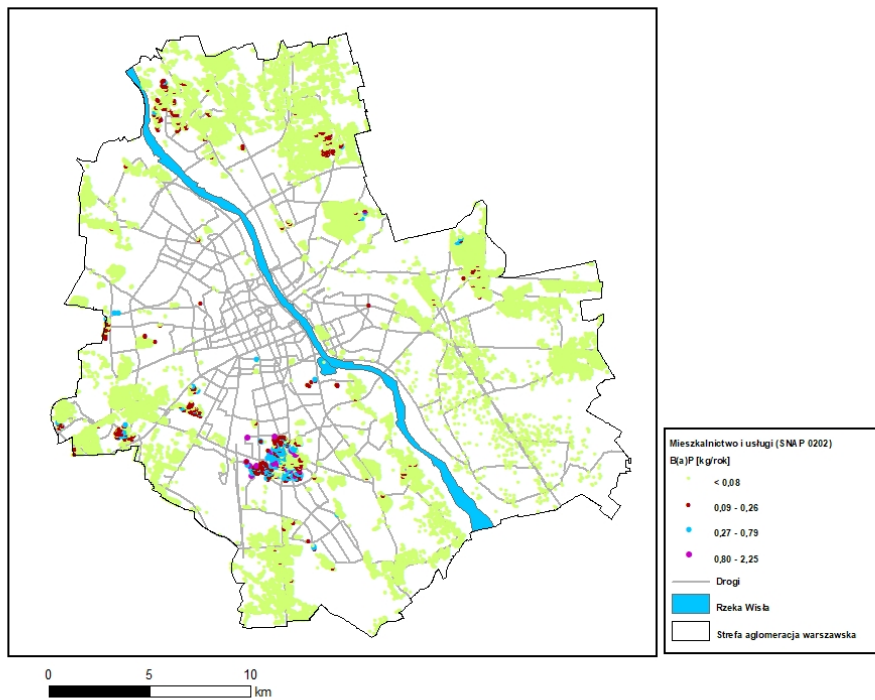 Mieszkalnictwo i usługi (SNAP 0202)
B(a)P [kg/rok]
< 0,08
0,09 - 0,26
0,27 - 0,79
0,80 - 2,25
Drogi
Rzeka Wisła
Strefa aglomeracja warszawska
0 5 10
km